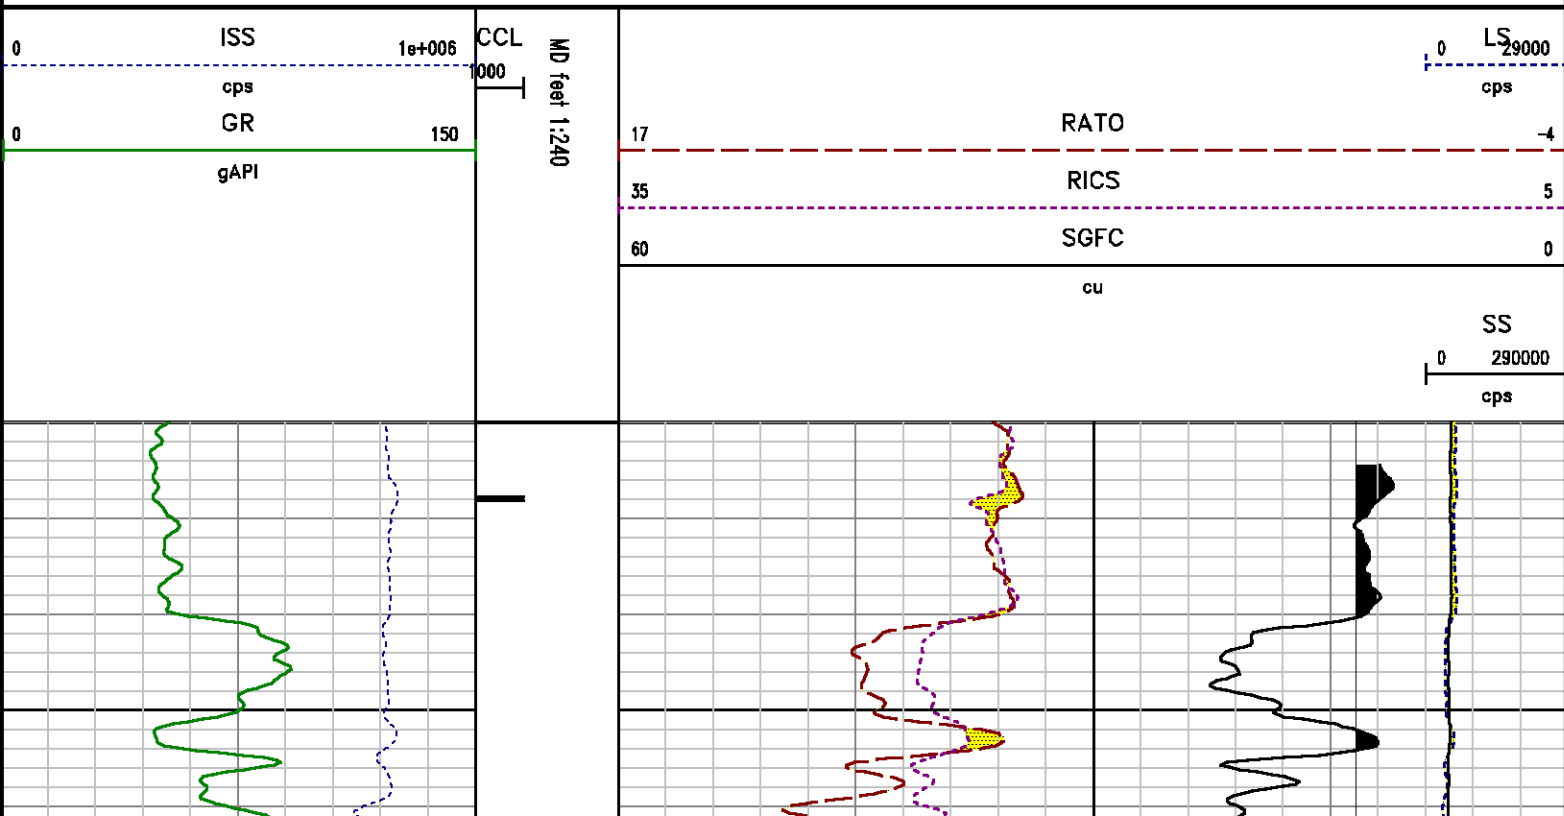 ISS
0 1e+006
cps
GR
0 150
gAPI
CCL
1000
MD feet 1:240
LS
0 29000
cps
RATO
17 -4
RICS
35 5
SGFC
60 0
cu
SS
0 290000
cps